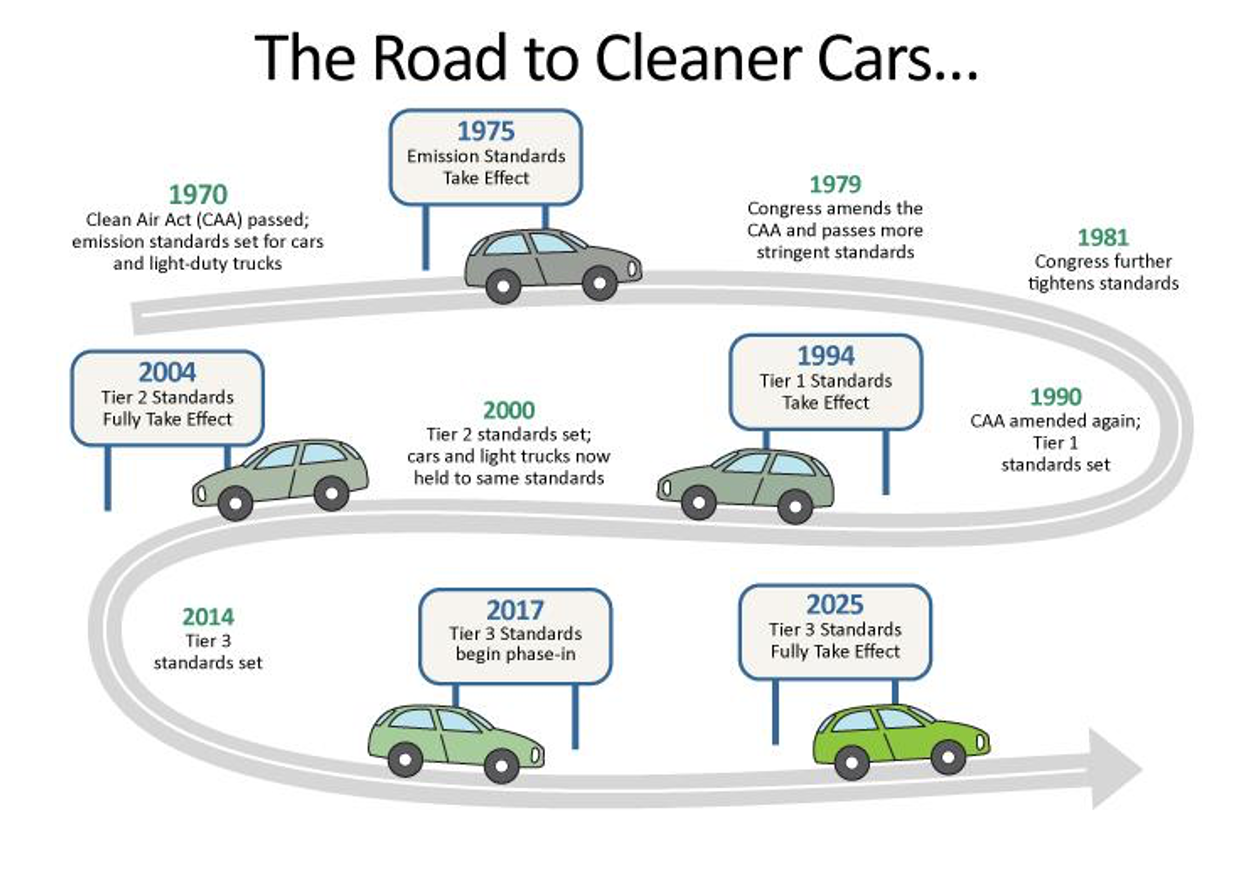 The Road to Cleaner Cars...
1970
Clean Air Act (CAA) passed;
emission standards set for cars
and light-duty trucks
1975
Emission Standards
Take Effect
1979
Congress amends the
CAA and passes more
stringent standards
1981
Congress further
tightens standards
1990
CAA amended again;
Tier 1
standards set
1994
Tier 1 Standards
Take Effect
2000
Tier 2 standards set;
cars and light trucks now
held to same standards
2004
Tier 2 Standards
Fully Take Effect
2014
Tier 3
standards set
2017
Tier 3 Standards
begin phase-in
2025
Tier 3 Standards
Fully Take Effect